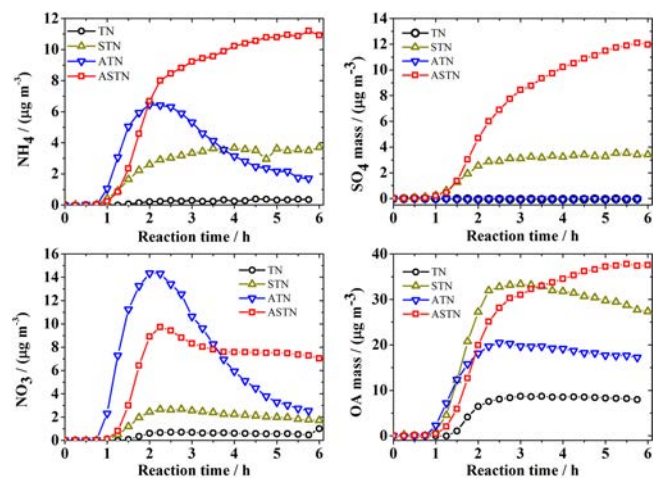 12
10
8
6
4
2
0
NH4 / (μg m-3)
TN
STN
ATN
ASTN
0 1 2 3 4 5 6
Reaction time / h
14
12
10
8
6
4
2
0
SO4 mass / (μg m-3)
TN
STN
ATN
ASTN
0 1 2 3 4 5 6
Reaction time / h
16
14
12
10
8
6
4
2
0
NO3 / (μg m-3)
TN
STN
ATN
ASTN
0 1 2 3 4 5 6
Reaction time / h
40
30
20
10
0
OA mass / (μg m-3)
TN
STN
ATN
ASTN
0 1 2 3 4 5 6
Reaction time / h